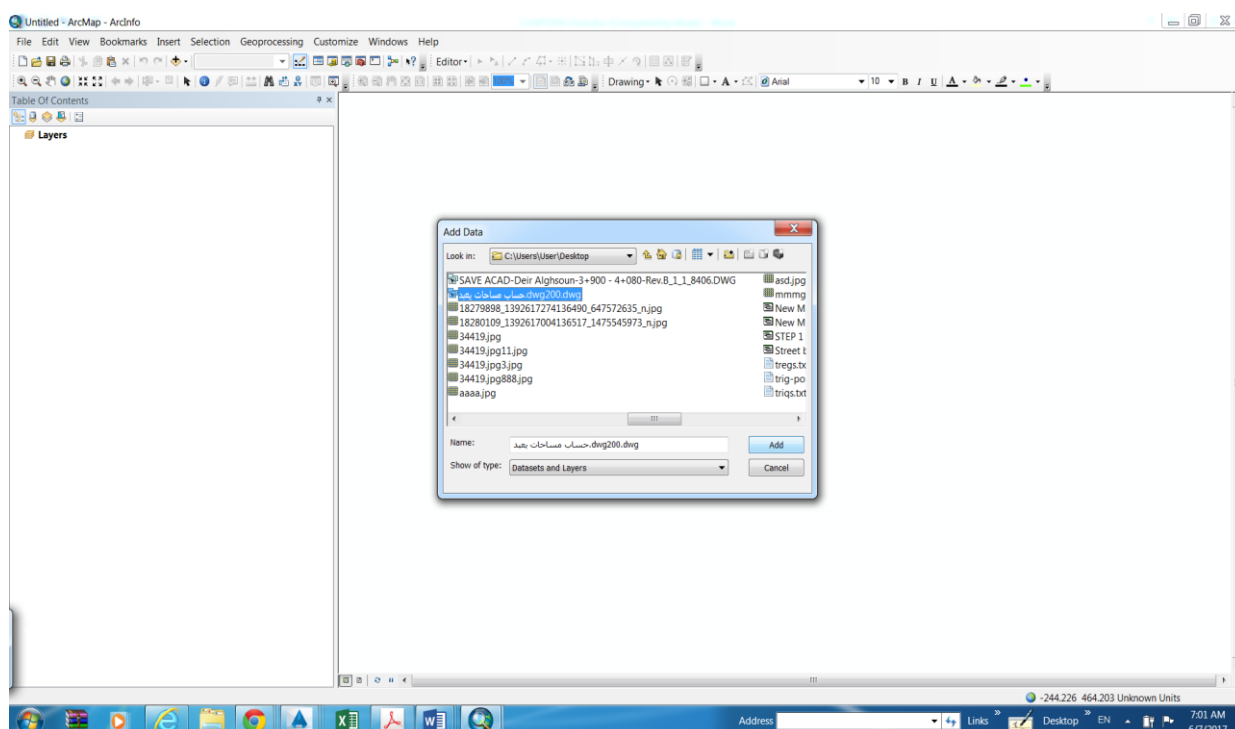 Untitled - ArcMap - ArcInfo
File Edit View Bookmarks Insert Selection Geoprocessing Customize Windows Help
Editor
Drawing A Arial 10 B I U A
Table Of Contents
Layers
Add Data
Look in: C:\Users\User\Desktop
SAVE ACAD-Deir Alghsoun-3+900 - 4+080-Rev.B_1_1_8406.DWG
حساب مساحات يعبد.dwg200.dwg
18279898_1392617274136490_647572635_n.jpg
18280109_1392617004136517_1475545973_n.jpg
34419.jpg
34419.jpg11.jpg
34419.jpg3.jpg
34419.jpg888.jpg
aaaa.jpg
asd.jpg
mmmg
New M
New M
STEP 1
Street
tregs.tx
trig-po
triqs.txt
Name: حساب مساحات يعبد.dwg200.dwg
Add
Show of type: Datasets and Layers
Cancel
-244.226 464.203 Unknown Units
Address Links Desktop EN 7:01 AM
6/7/2017